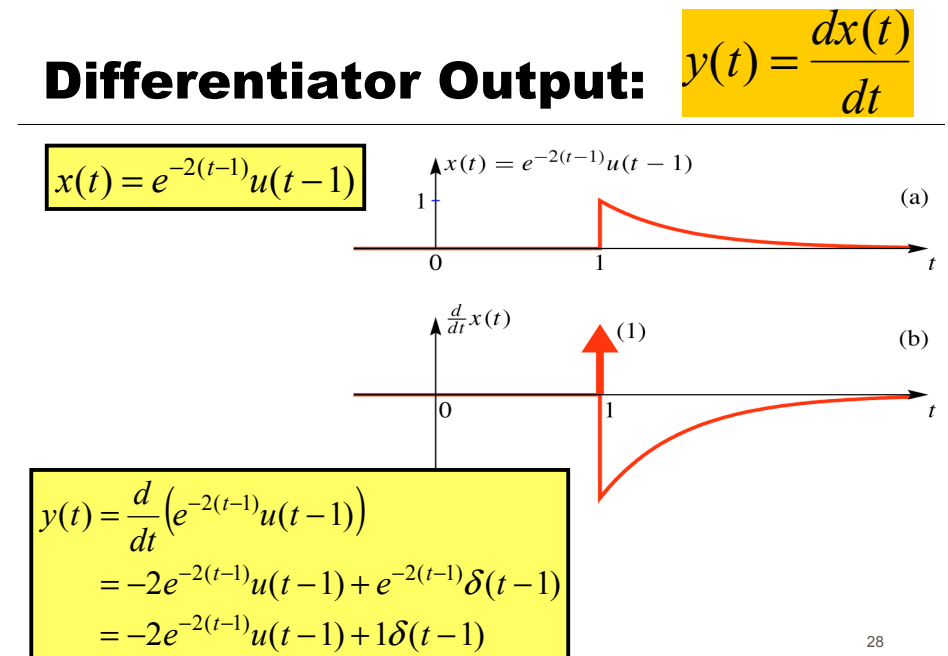 Differentiator Output: y(t) = dx(t)/dt
x(t) = e^{-2(t-1)}u(t-1)
x(t) = e^{-2(t-1)}u(t − 1)
(a)
1
0 1 t
d/dt x(t)
(1)
(b)
0 1 t
y(t) = d/dt (e^{-2(t-1)}u(t-1))
= -2e^{-2(t-1)}u(t-1) + e^{-2(t-1)}δ(t-1)
= -2e^{-2(t-1)}u(t-1) + 1δ(t-1)
28